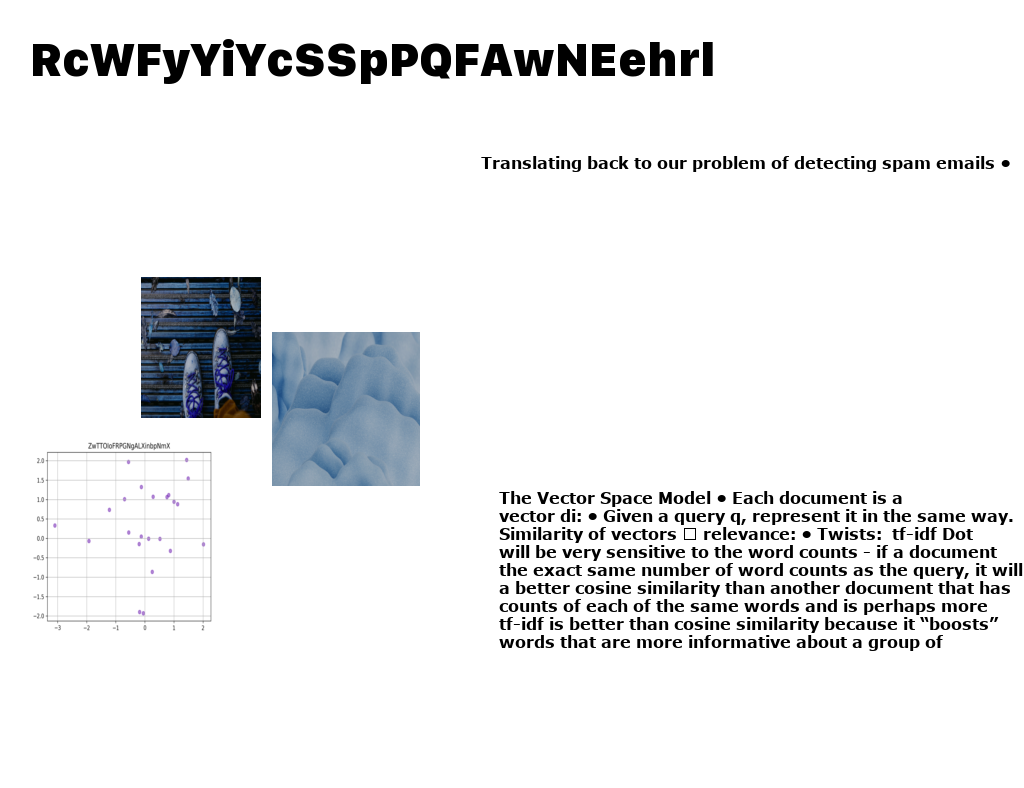 RcWFyYiYcSSpPQFAwNEehrl
Translating back to our problem of detecting spam emails •
ZwTTOIoFRPGNgALXinbpNmX
2.0
1.5
1.0
0.5
0.0
−0.5
−1.0
−1.5
−2.0
−3 −2 −1 0 1 2
The Vector Space Model • Each document is a
vector di: • Given a query q, represent it in the same way.
Similarity of vectors □ relevance: • Twists:  tf-idf Dot
will be very sensitive to the word counts - if a document
the exact same number of word counts as the query, it will
a better cosine similarity than another document that has
counts of each of the same words and is perhaps more
tf-idf is better than cosine similarity because it “boosts”
words that are more informative about a group of